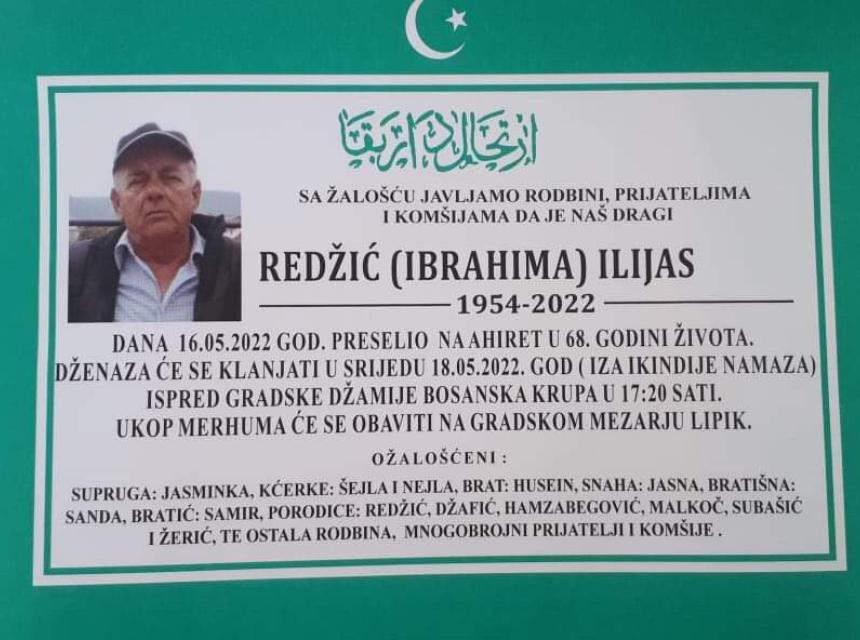 ارتحال دار بقا
SA ŽALOŠĆU JAVLJAMO RODBINI, PRIJATELJIMA
I KOMŠIJAMA DA JE NAŠ DRAGI
REDŽIĆ (IBRAHIMA) ILIJAS
1954-2022
DANA 16.05.2022 GOD. PRESELIO NA AHIRET U 68. GODINI ŽIVOTA.
DŽENAZA ĆE SE KLANJATI U SRIJEDU 18.05.2022. GOD ( IZA IKINDIJE NAMAZA)
ISPRED GRADSKE DŽAMIJE BOSANSKA KRUPA U 17:20 SATI.
UKOP MERHUMA ĆE SE OBAVITI NA GRADSKOM MEZARJU LIPIK.
OŽALOŠĆENI :
SUPRUGA: JASMINKA, KĆERKE: ŠEJLA I NEJLA, BRAT: HUSEIN, SNAHA: JASNA, BRATIŠNA:
SANDA, BRATIĆ: SAMIR, PORODICE: REDŽIĆ, DŽAFIĆ, HAMZABEGOVIĆ, MALKOČ, SUBAŠIĆ
I ŽERIĆ, TE OSTALA RODBINA, MNOGOBROJNI PRIJATELJI I KOMŠIJE .